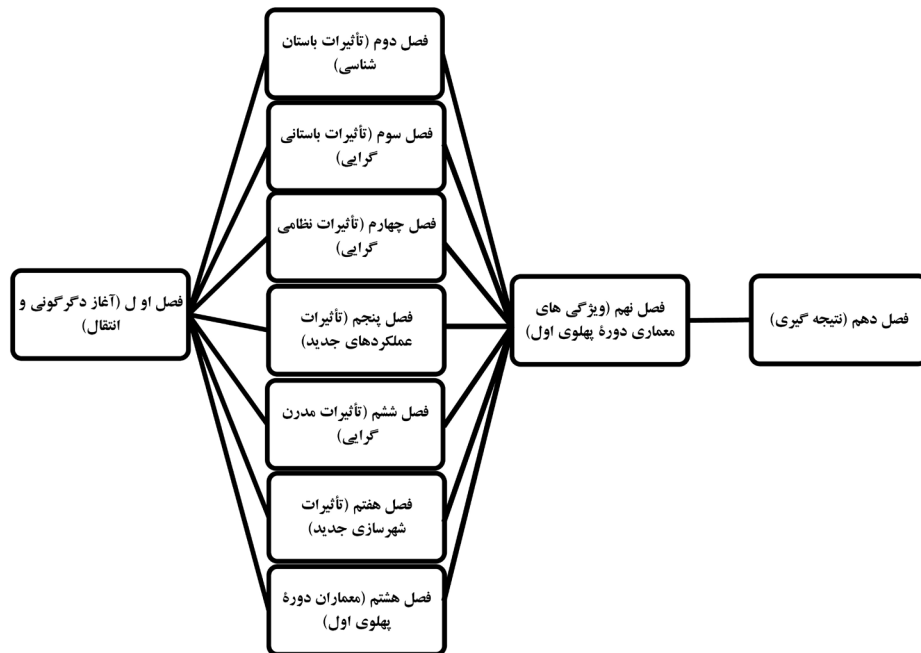 فصل او ل (آغاز دگرگونی و
انتقال)
فصل دوم (تأثیرات باستان
شناسی)
فصل سوم (تأثیرات باستانی
گرایی)
فصل چهارم (تأثیرات نظامی
گرایی)
فصل پنجم (تأثیرات
عملکردهای جدید)
فصل ششم (تأثیرات مدرن
گرایی)
فصل هفتم (تأثیرات
شهرسازی جدید)
فصل هشتم (معماران دورۀ
پهلوی اول)
فصل نهم (ویژگی های
معماری دورۀ پهلوی اول)
فصل دهم (نتیجه گیری)